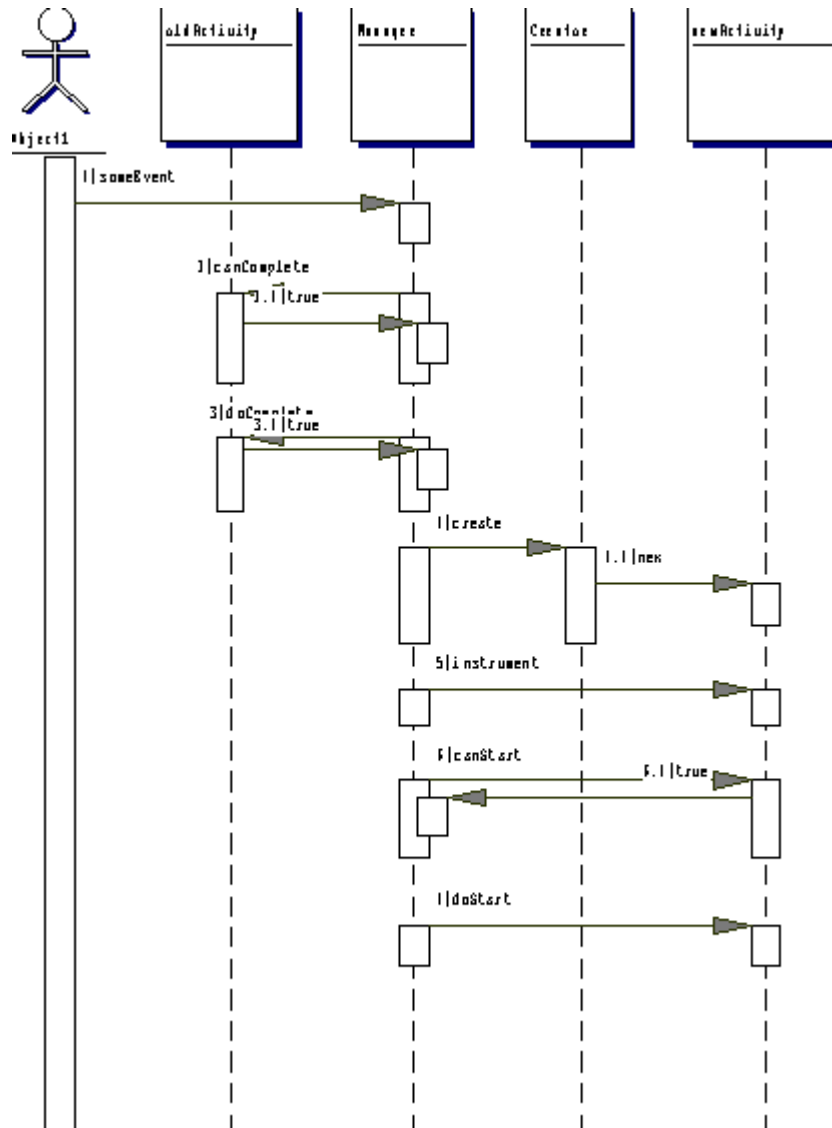 oldActivity
Manager
Creator
newActivity
Object1
1|someEvent
2|canComplete
2.1|true
3|doComplete
3.1|true
4|create
4.1|new
5|instrument
6|canStart
6.1|true
7|doStart